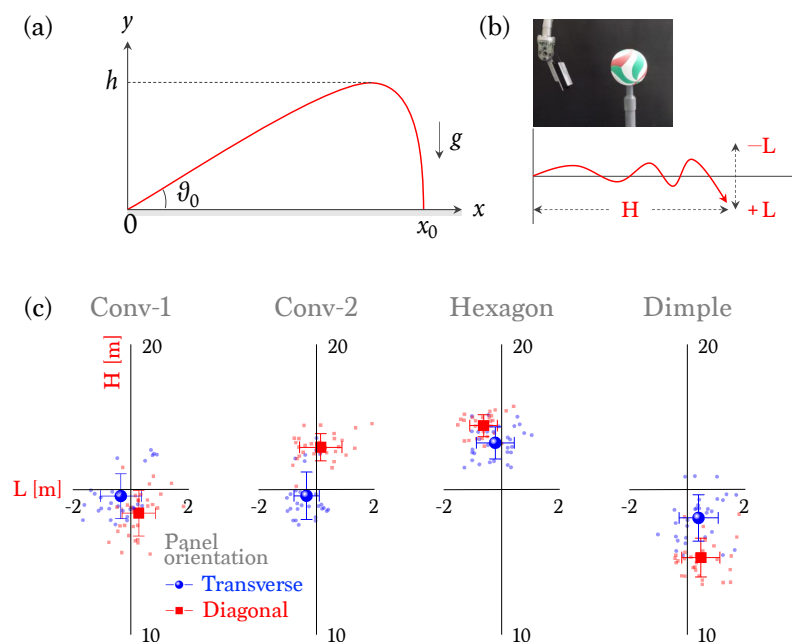 (a)
y
h
g
ϑ0
0
x0
x
(b)
−L
H
+L
(c)
Conv-1
Conv-2
Hexagon
Dimple
20
20
20
20
H [m]
L [m]
-2
2
-2
2
-2
2
-2
2
Panel
orientation
Transverse
Diagonal
10
10
10
10